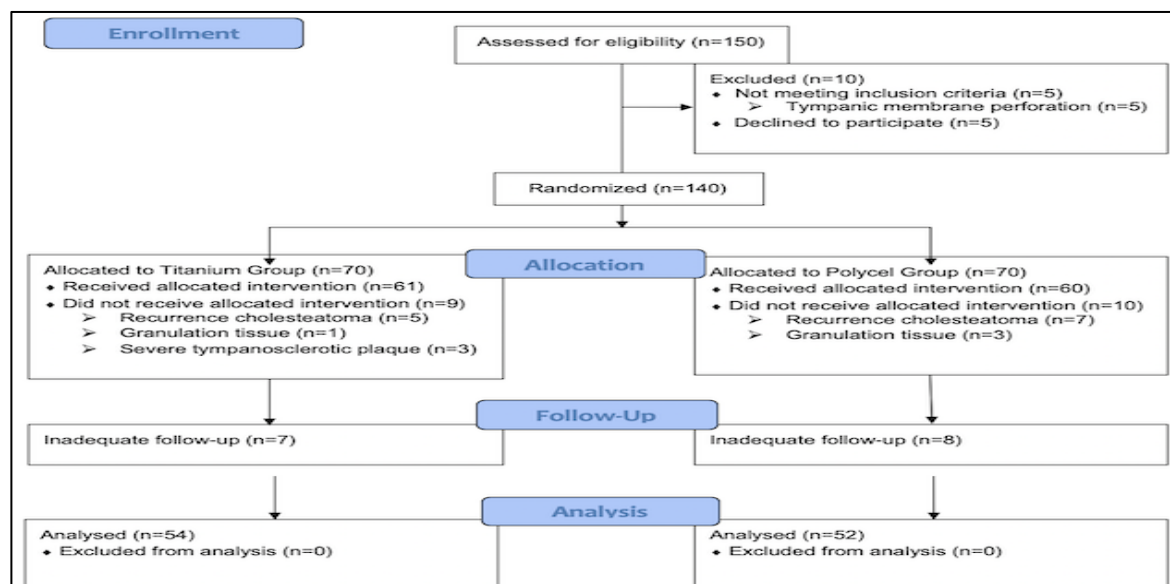 Enrollment
Assessed for eligibility (n=150)
Excluded (n=10)
⬥ Not meeting inclusion criteria (n=5)
➢ Tympanic membrane perforation (n=5)
⬥ Declined to participate (n=5)
Randomized (n=140)
Allocation
Allocated to Titanium Group (n=70)
⬥ Received allocated intervention (n=61)
⬥ Did not receive allocated intervention (n=9)
➢ Recurrence cholesteatoma (n=5)
➢ Granulation tissue (n=1)
➢ Severe tympanosclerotic plaque (n=3)
Allocated to Polycel Group (n=70)
⬥ Received allocated intervention (n=60)
⬥ Did not receive allocated intervention (n=10)
➢ Recurrence cholesteatoma (n=7)
➢ Granulation tissue (n=3)
Follow-Up
Inadequate follow-up (n=7)
Inadequate follow-up (n=8)
Analysis
Analysed (n=54)
⬥ Excluded from analysis (n=0)
Analysed (n=52)
⬥ Excluded from analysis (n=0)